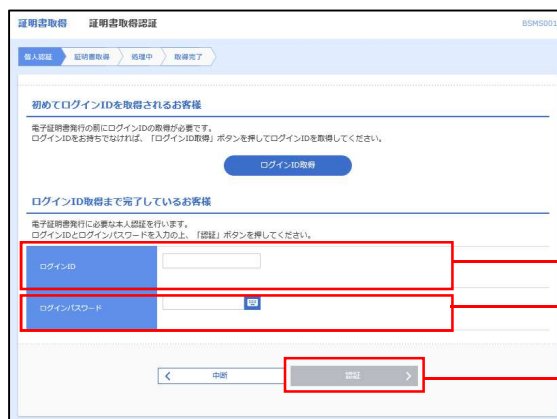 証明書取得 証明書取得認証 BSMS001
個人認証 証明書取得 処理中 取得完了
初めてログインIDを取得されるお客様
電子証明書発行の前にログインIDの取得が必要です。
ログインIDをお持ちでなければ、「ログインID取得」ボタンを押してログインIDを取得してください。
ログインID取得
ログインID取得まで完了しているお客様
電子証明書発行に必要な本人認証を行います。
ログインIDとログインパスワードを入力の上、「認証」ボタンを押してください。
ログインID
ログインパスワード
中断 認証